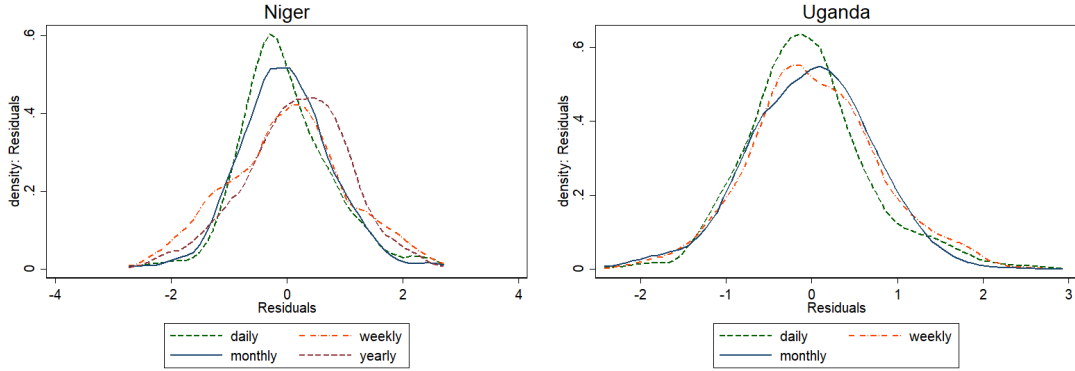 Niger
density: Residuals
.6
.4
.2
0
-4
-2
0
2
4
Residuals
daily
weekly
monthly
yearly
Uganda
density: Residuals
.6
.4
.2
0
-2
-1
0
1
2
3
Residuals
daily
weekly
monthly